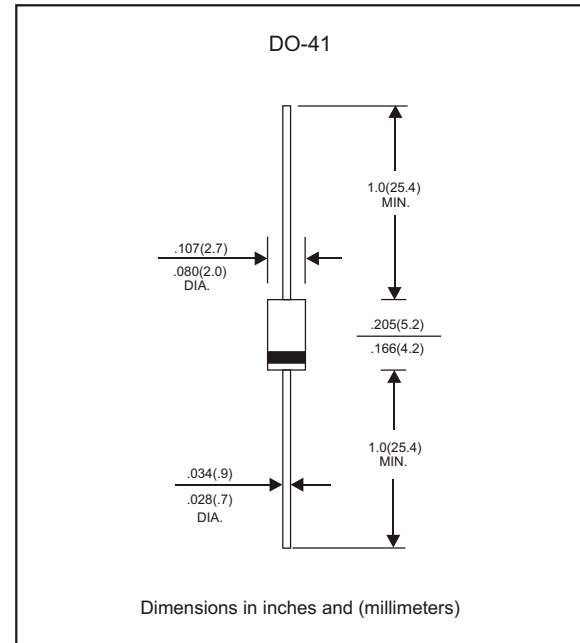 DO-41
1.0(25.4)
MIN.
.107(2.7)
.080(2.0)
DIA.
.205(5.2)
.166(4.2)
1.0(25.4)
MIN.
.034(.9)
.028(.7)
DIA.
Dimensions in inches and (millimeters)